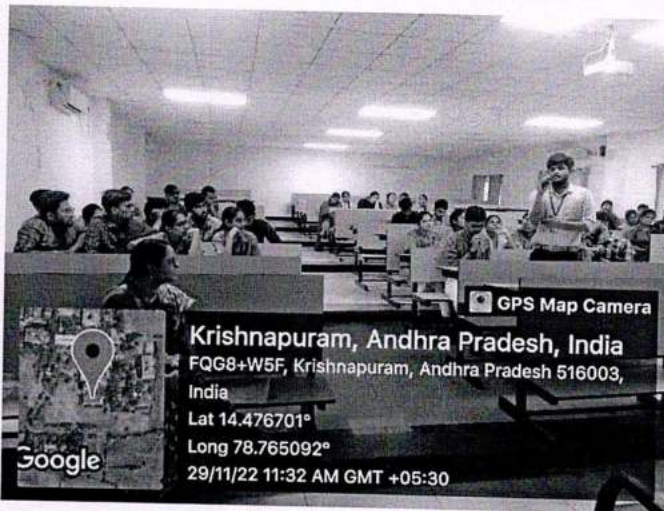 GPS Map Camera
Krishnapuram, Andhra Pradesh, India
FQG8+W5F, Krishnapuram, Andhra Pradesh 516003,
India
Lat 14.476701°
Long 78.765092°
29/11/22 11:32 AM GMT +05:30
Google